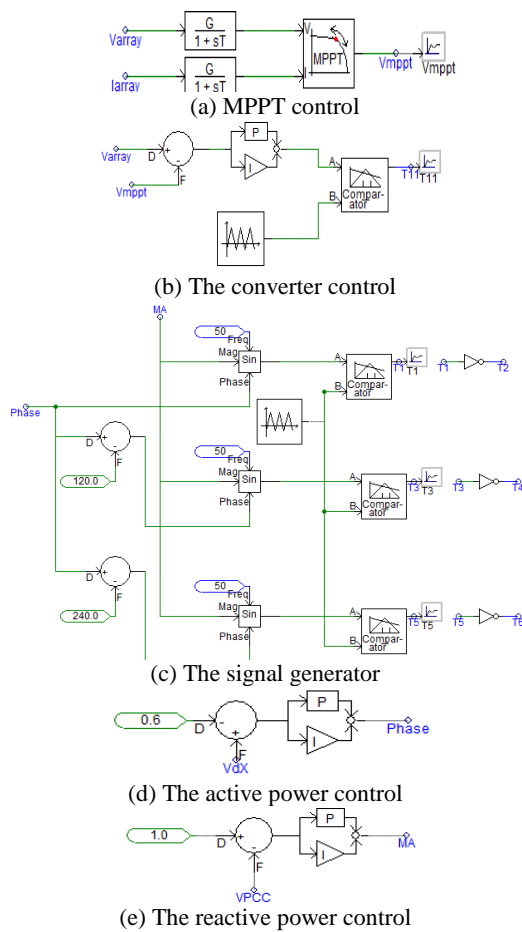 Varray
G
1 + sT
V
MPPT
Vmppt
Vmppt
Iarray
G
1 + sT
I
(a) MPPT control
Varray
D
+
-
F
Vmppt
P
I
A
B
Compar-
ator
T11
T11
(b) The converter control
MA
50
Freq
Mag
Sin
Phase
A
B
Compar-
ator
T1
T1
T1
T2
Phase
D
+
-
F
120.0
50
Freq
Mag
Sin
Phase
A
B
Compar-
ator
T3
T3
T3
T4
D
+
-
F
240.0
50
Freq
Mag
Sin
Phase
A
B
Compar-
ator
T5
T5
T5
(c) The signal generator
0.6
D
-
+
F
VdX
P
I
Phase
(d) The active power control
1.0
D
+
-
F
VPCC
P
I
MA
(e) The reactive power control